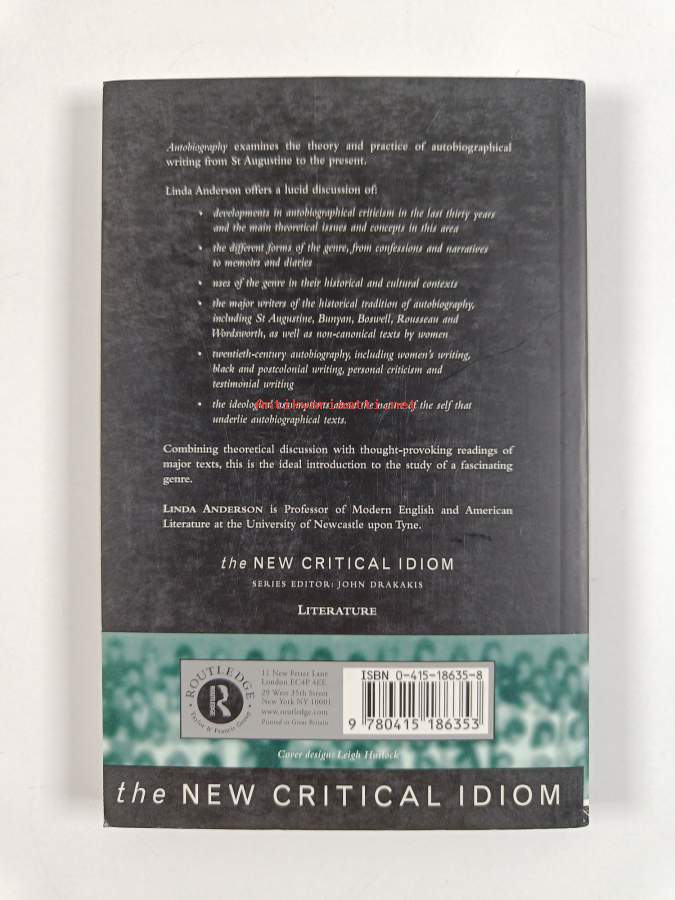 Autobiography examines the theory and practice of autobiographical
writing from St Augustine to the present.
Linda Anderson offers a lucid discussion of:
• developments in autobiographical criticism in the last thirty years
and the main theoretical issues and concepts in this area
• the different forms of the genre, from confessions and narratives
to memoirs and diaries
• uses of the genre in their historical and cultural contexts
• the major writers of the historical tradition of autobiography,
including St Augustine, Bunyan, Boswell, Rousseau and
Wordsworth, as well as non-canonical texts by women
• twentieth-century autobiography, including women's writing,
black and postcolonial writing, personal criticism and
testimonial writing
• the ideological assumptions about the nature of the self that
underlie autobiographical texts.
Combining theoretical discussion with thought-provoking readings of
major texts, this is the ideal introduction to the study of a fascinating
genre.
LINDA ANDERSON is Professor of Modern English and American
Literature at the University of Newcastle upon Tyne.
the NEW CRITICAL IDIOM
SERIES EDITOR: JOHN DRAKAKIS
LITERATURE
ROUTLEDGE
ROUTLEDGE
Taylor & Francis Group
11 New Fetter Lane
London EC4P 4EE
29 West 35th Street
New York NY 10001
www.routledge.com
Printed in Great Britain
ISBN 0-415-18635-8
9 780415 186353
Cover design: Leigh Hurlock
the NEW CRITICAL IDIOM